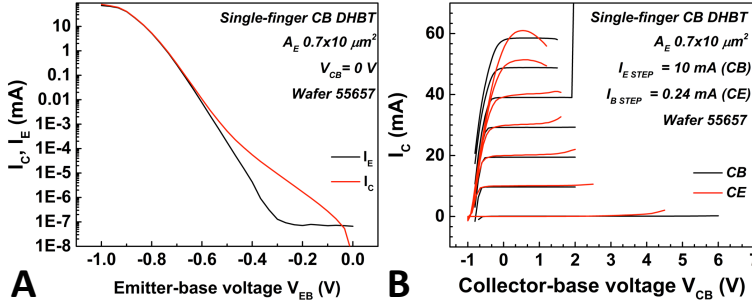 Single-finger CB DHBT
A_E 0.7x10 μm²
V_CB= 0 V
Wafer 55657
100
10
1
0.1
0.01
1E-3
1E-4
1E-5
1E-6
1E-7
1E-8
I_C, I_E (mA)
I_E
I_C
-1.0 -0.8 -0.6 -0.4 -0.2 0.0
Emitter-base voltage V_EB (V)
A
Single-finger CB DHBT
A_E 0.7x10 μm²
I_E STEP = 10 mA (CB)
I_B STEP = 0.24 mA (CE)
Wafer 55657
60
40
20
0
I_C (mA)
CB
CE
-1 0 1 2 3 4 5 6 7
Collector-base voltage V_CB (V)
B